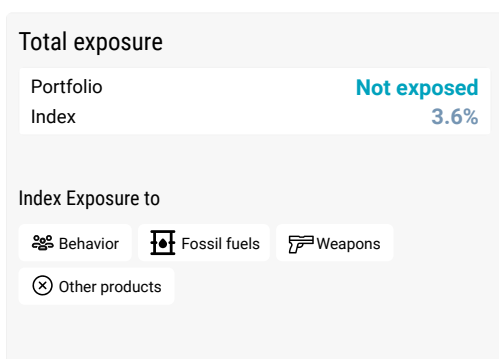 Total exposure
Portfolio Not exposed
Index 3.6%
Index Exposure to
Behavior Fossil fuels Weapons
Other products